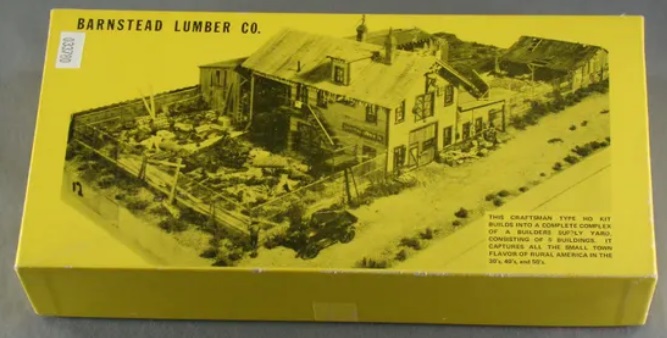 BARNSTEAD LUMBER CO.
THIS CRAFTSMAN TYPE HO KIT
BUILDS INTO A COMPLETE COMPLEX
OF A BUILDERS SUPPLY YARD,
CONSISTING OF BUILDINGS. IT
CAPTURES ALL THE SMALL TOWN
FLAVOR OF RURAL AMERICA IN THE
30's, 40's, and 50's.